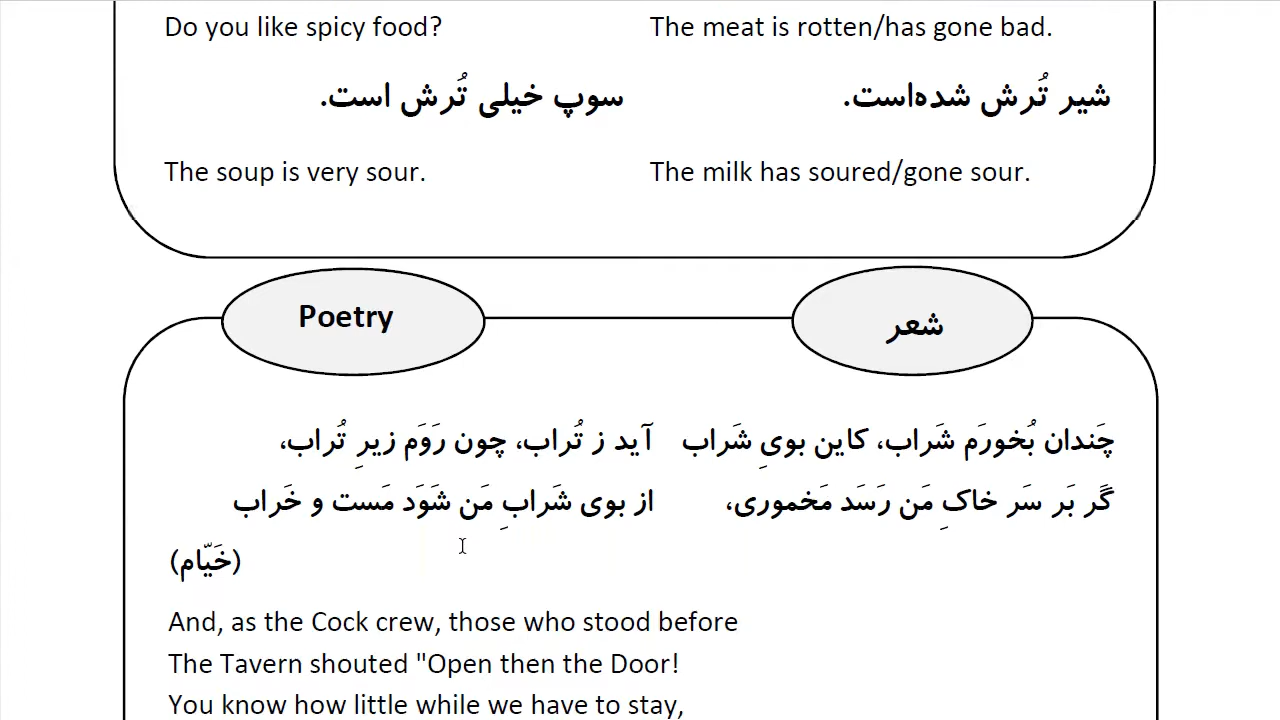 Do you like spicy food? The meat is rotten/has gone bad.
شیر تُرش شده‌است. سوپ خیلی تُرش است.
The soup is very sour. The milk has soured/gone sour.
Poetry شعر
چَندان بُخورَم شَراب، کاین بویِ شَراب آید ز تُراب، چون رَوَم زیرِ تُراب،
گَر بَر سَر خاکِ مَن رَسَد مَخموری، از بوی شَرابِ مَن شَوَد مَست و خَراب
(خَیّام)
And, as the Cock crew, those who stood before
The Tavern shouted "Open then the Door!
You know how little while we have to stay,